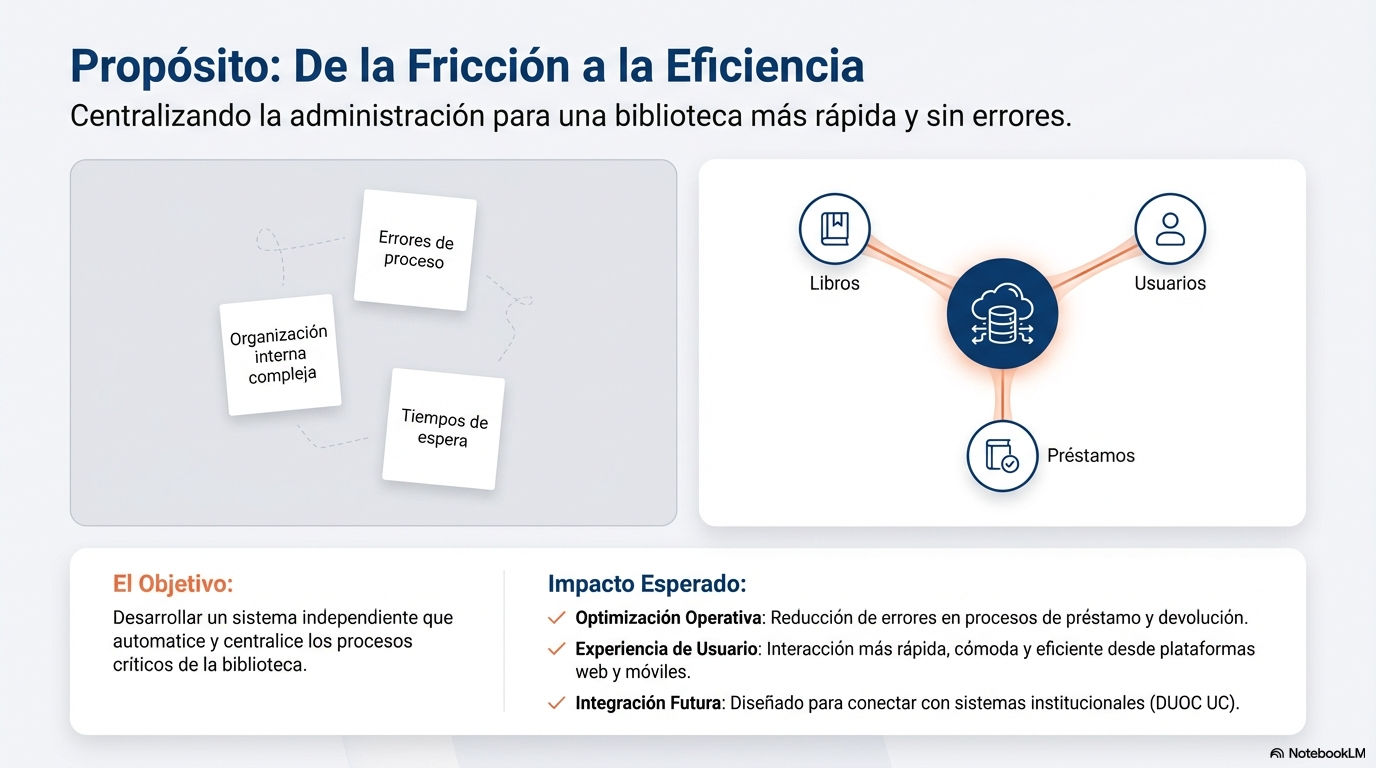 Propósito: De la Fricción a la Eficiencia
Centralizando la administración para una biblioteca más rápida y sin errores.
Errores de
proceso
Organización
interna
compleja
Tiempos de
espera
Libros
Usuarios
Préstamos
El Objetivo:
Desarrollar un sistema independiente que
automatice y centralice los procesos
críticos de la biblioteca.
Impacto Esperado:
Optimización Operativa: Reducción de errores en procesos de préstamo y devolución.
Experiencia de Usuario: Interacción más rápida, cómoda y eficiente desde plataformas
web y móviles.
Integración Futura: Diseñado para conectar con sistemas institucionales (DUOC UC).
NotebookLM